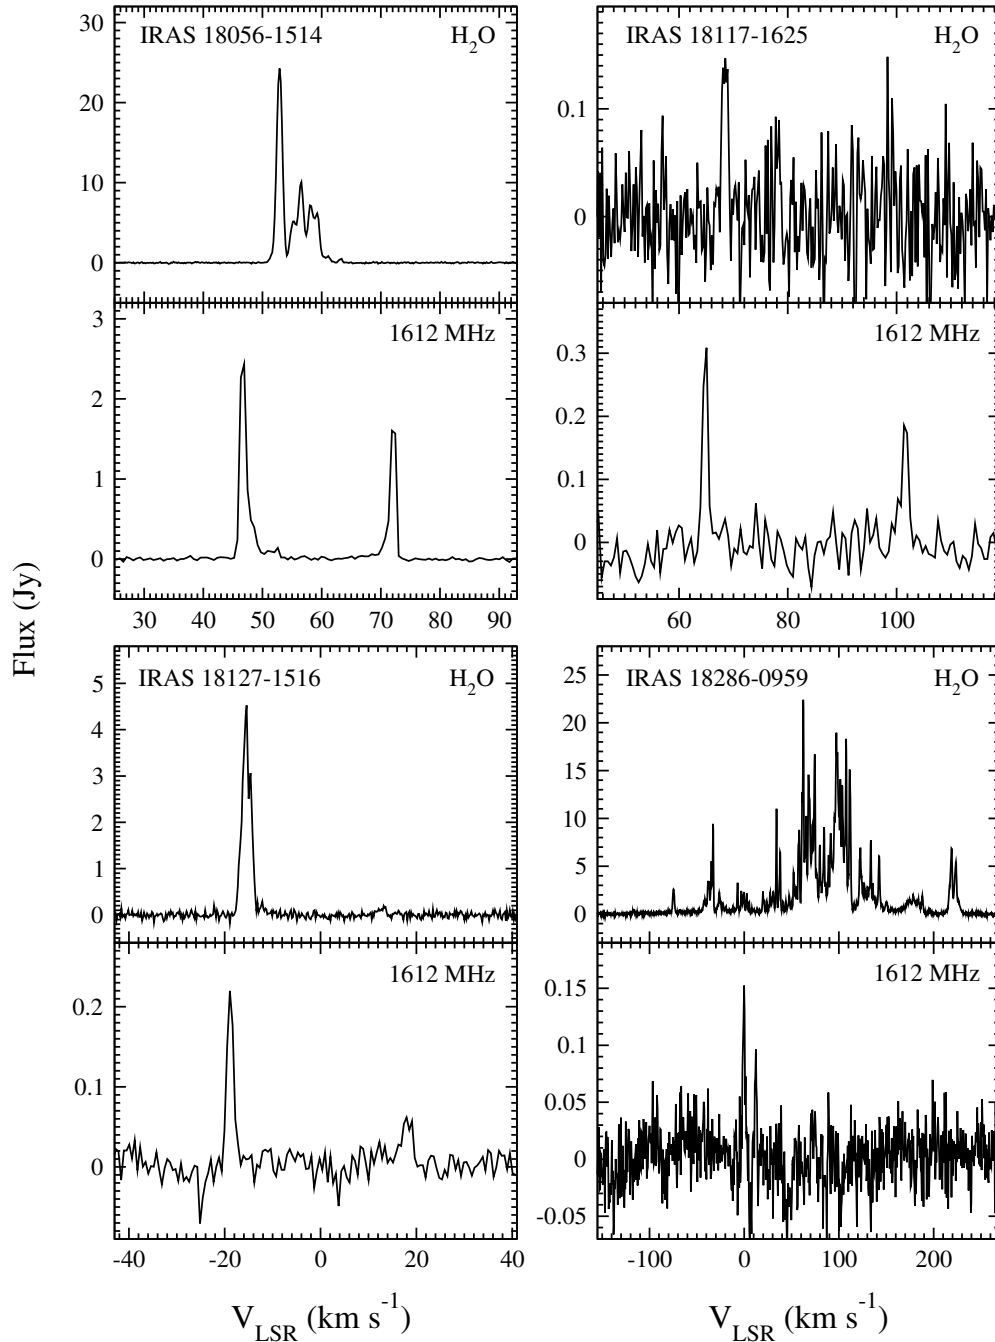 IRAS 18056-1514 H₂O
30
20
10
0
1612 MHz
3
2
1
0
30 40 50 60 70 80 90
IRAS 18117-1625 H₂O
0.1
0
1612 MHz
0.3
0.2
0.1
0
60 80 100
Flux (Jy)
IRAS 18127-1516 H₂O
5
4
3
2
1
0
1612 MHz
0.2
0.1
0
-40 -20 0 20 40
V_LSR (km s⁻¹)
IRAS 18286-0959 H₂O
25
20
15
10
5
0
1612 MHz
0.15
0.1
0.05
0
-0.05
-100 0 100 200
V_LSR (km s⁻¹)